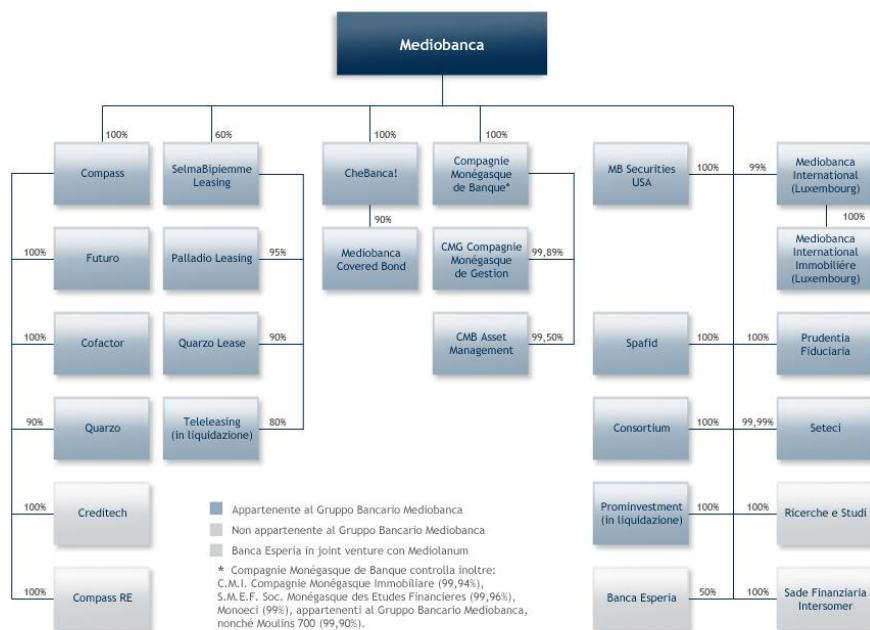 Mediobanca
100%
60%
100%
100%
Compass
SelmaBipiemme
Leasing
CheBanca!
Compagnie
Monégasque
de Banque*
MB Securities
USA
100%
99%
Mediobanca
International
(Luxembourg)
90%
100%
100%
Futuro
Palladio Leasing
95%
Mediobanca
Covered Bond
CMG Compagnie
Monégasque
de Gestion
99,89%
Mediobanca
International
Immobiliére
(Luxembourg)
100%
Cofactor
Quarzo Lease
90%
CMB Asset
Management
99,50%
Spafid
100%
100%
Prudentia
Fiduciaria
90%
Quarzo
Teleleasing
(in liquidazione)
80%
Consortium
100%
99,99%
Seteci
100%
Creditech
Prominvestment
(in liquidazione)
100%
100%
Ricerche e Studi
100%
Compass RE
Banca Esperia
50%
100%
Sade Finanziaria
Intersomer
Appartenente al Gruppo Bancario Mediobanca
Non appartenente al Gruppo Bancario Mediobanca
Banca Esperia in joint venture con Mediolanum
* Compagnie Monégasque de Banque controlla inoltre:
C.M.I. Compagnie Monégasque Immobiliare (99,94%),
S.M.E.F. Soc. Monégasque des Etudes Financieres (99,96%),
Monoeci (99%), appartenenti al Gruppo Bancario Mediobanca,
nonché Moulins 700 (99,90%).